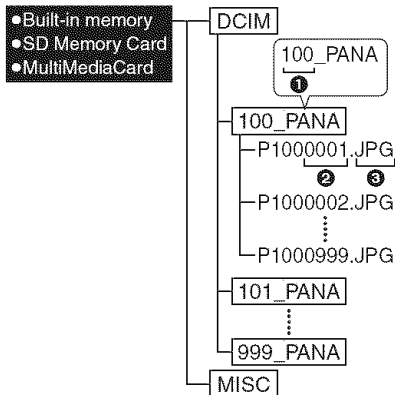 ●Built-in memory
●SD Memory Card
●MultiMediaCard
DCIM
100_PANA
❶
100_PANA
P1000001.JPG
❷ ❸
P1000002.JPG
P1000999.JPG
101_PANA
999_PANA
MISC